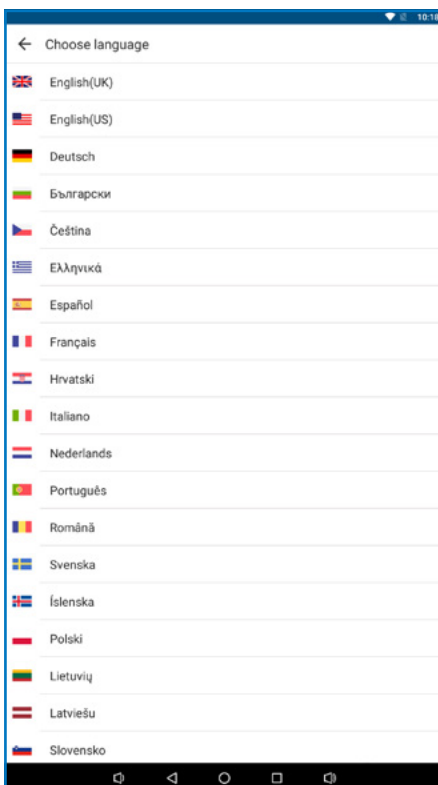 10:18
Choose language
English(UK)
English(US)
Deutsch
Български
Čeština
Ελληνικά
Español
Français
Hrvatski
Italiano
Nederlands
Português
Română
Svenska
Íslenska
Polski
Lietuvių
Latviešu
Slovensko